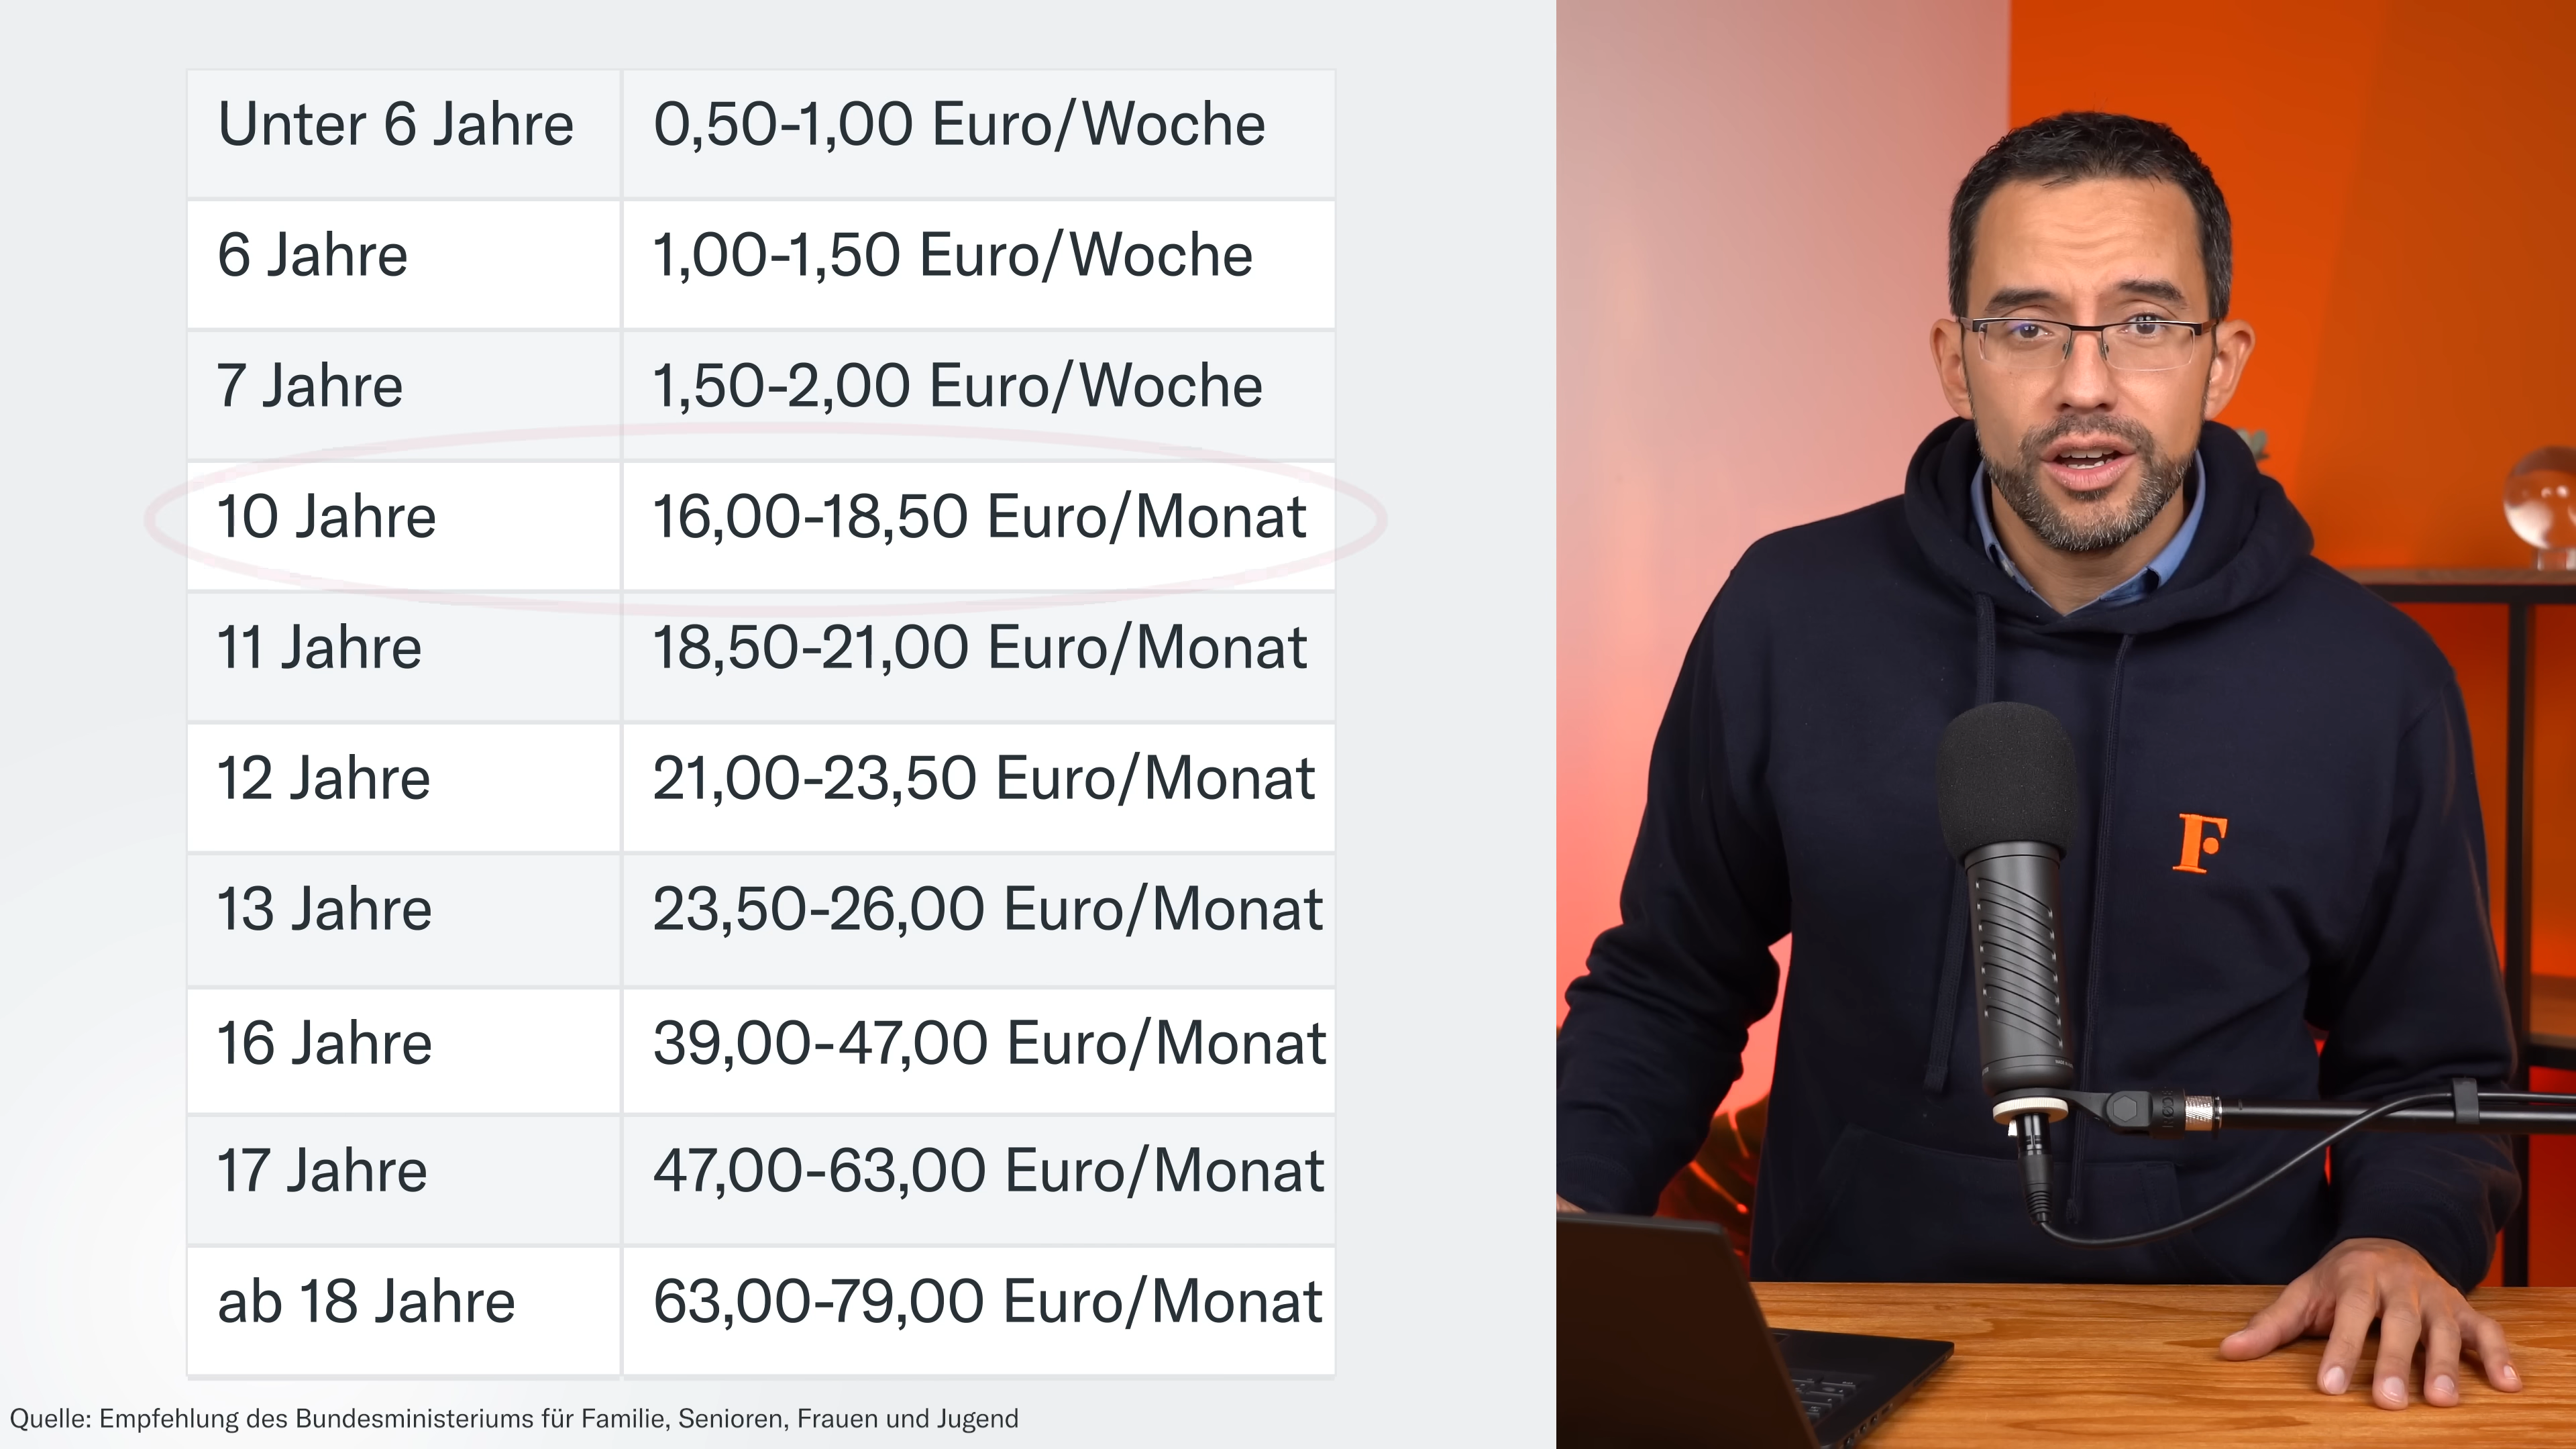 Unter 6 Jahre 0,50-1,00 Euro/Woche
6 Jahre 1,00-1,50 Euro/Woche
7 Jahre 1,50-2,00 Euro/Woche
10 Jahre 16,00-18,50 Euro/Monat
11 Jahre 18,50-21,00 Euro/Monat
12 Jahre 21,00-23,50 Euro/Monat
13 Jahre 23,50-26,00 Euro/Monat
16 Jahre 39,00-47,00 Euro/Monat
17 Jahre 47,00-63,00 Euro/Monat
ab 18 Jahre 63,00-79,00 Euro/Monat
Quelle: Empfehlung des Bundesministeriums für Familie, Senioren, Frauen und Jugend
F
RØDE